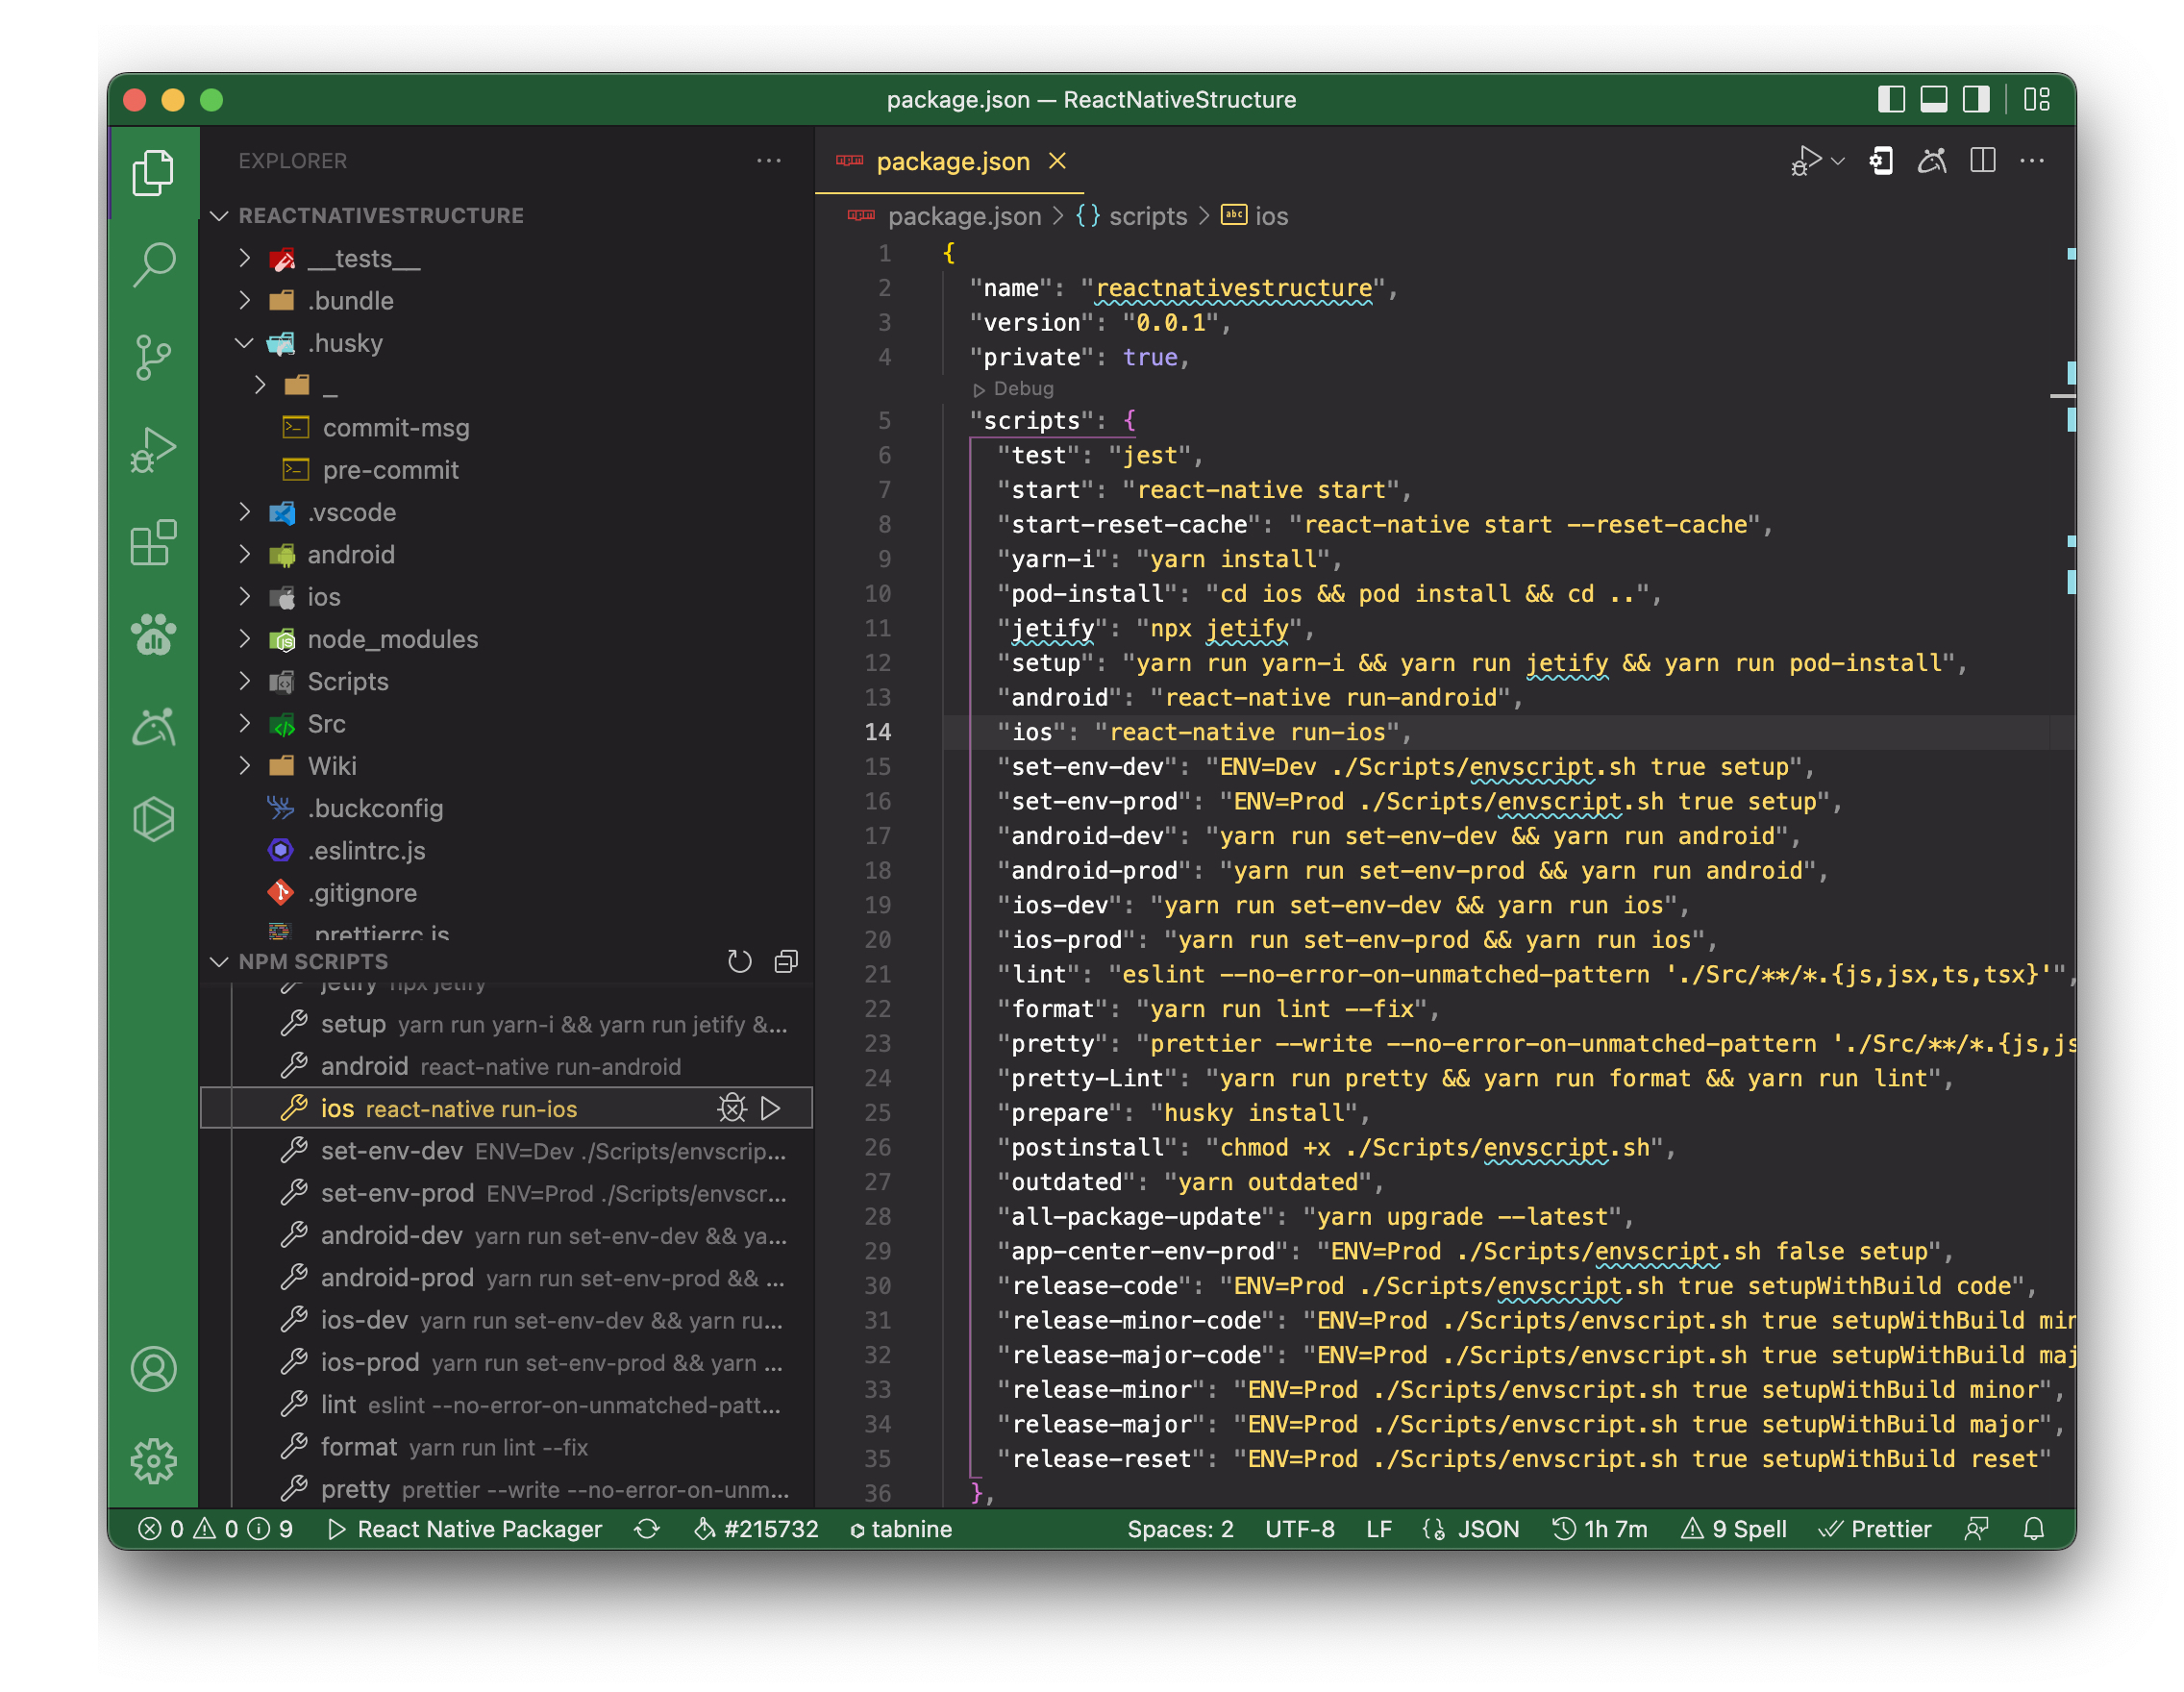 package.json — ReactNativeStructure
EXPLORER
REACTNATIVESTRUCTURE
__tests__
.bundle
.husky
_
commit-msg
pre-commit
.vscode
android
ios
node_modules
Scripts
Src
Wiki
.buckconfig
.eslintrc.js
.gitignore
.prettierrc.js
NPM SCRIPTS
jetify npx jetify
setup yarn run yarn-i && yarn run jetify &...
android react-native run-android
ios react-native run-ios
set-env-dev ENV=Dev ./Scripts/envscrip...
set-env-prod ENV=Prod ./Scripts/envscr...
android-dev yarn run set-env-dev && ya...
android-prod yarn run set-env-prod && ...
ios-dev yarn run set-env-dev && yarn ru...
ios-prod yarn run set-env-prod && yarn ...
lint eslint --no-error-on-unmatched-patt...
format yarn run lint --fix
pretty prettier --write --no-error-on-unm...
package.json
package.json > {} scripts > abc ios
1 {
2 "name": "reactnativestructure",
3 "version": "0.0.1",
4 "private": true,
Debug
5 "scripts": {
6 "test": "jest",
7 "start": "react-native start",
8 "start-reset-cache": "react-native start --reset-cache",
9 "yarn-i": "yarn install",
10 "pod-install": "cd ios && pod install && cd ..",
11 "jetify": "npx jetify",
12 "setup": "yarn run yarn-i && yarn run jetify && yarn run pod-install",
13 "android": "react-native run-android",
14 "ios": "react-native run-ios",
15 "set-env-dev": "ENV=Dev ./Scripts/envscript.sh true setup",
16 "set-env-prod": "ENV=Prod ./Scripts/envscript.sh true setup",
17 "android-dev": "yarn run set-env-dev && yarn run android",
18 "android-prod": "yarn run set-env-prod && yarn run android",
19 "ios-dev": "yarn run set-env-dev && yarn run ios",
20 "ios-prod": "yarn run set-env-prod && yarn run ios",
21 "lint": "eslint --no-error-on-unmatched-pattern './Src/**/*.{js,jsx,ts,tsx}'",
22 "format": "yarn run lint --fix",
23 "pretty": "prettier --write --no-error-on-unmatched-pattern './Src/**/*.{js,js
24 "pretty-Lint": "yarn run pretty && yarn run format && yarn run lint",
25 "prepare": "husky install",
26 "postinstall": "chmod +x ./Scripts/envscript.sh",
27 "outdated": "yarn outdated",
28 "all-package-update": "yarn upgrade --latest",
29 "app-center-env-prod": "ENV=Prod ./Scripts/envscript.sh false setup",
30 "release-code": "ENV=Prod ./Scripts/envscript.sh true setupWithBuild code",
31 "release-minor-code": "ENV=Prod ./Scripts/envscript.sh true setupWithBuild min
32 "release-major-code": "ENV=Prod ./Scripts/envscript.sh true setupWithBuild maj
33 "release-minor": "ENV=Prod ./Scripts/envscript.sh true setupWithBuild minor",
34 "release-major": "ENV=Prod ./Scripts/envscript.sh true setupWithBuild major",
35 "release-reset": "ENV=Prod ./Scripts/envscript.sh true setupWithBuild reset"
36 },
0 0 9 React Native Packager #215732 tabnine Spaces: 2 UTF-8 LF JSON 1h 7m 9 Spell Prettier